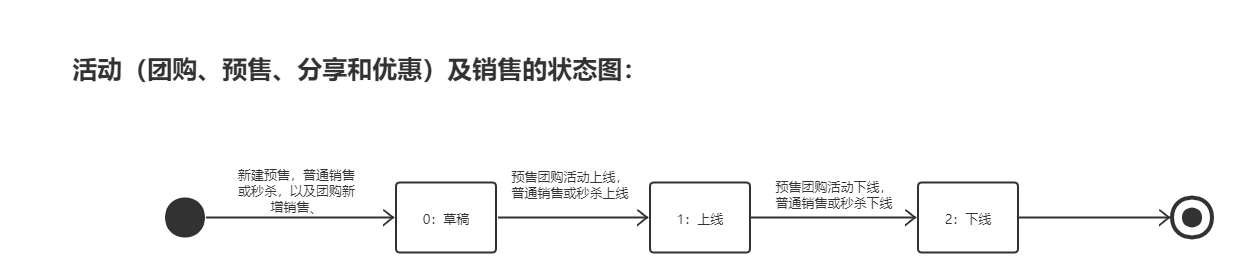 活动（团购、预售、分享和优惠）及销售的状态图：
新建预售，普通销售
或秒杀，以及团购新
增销售、
0：草稿
预售团购活动上线，
普通销售或秒杀上线
1：上线
预售团购活动下线，
普通销售或秒杀下线
2：下线